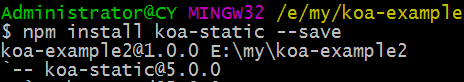 Administrator@CY MINGW32 /e/my/koa-example
$ npm install koa-static --save
koa-example2@1.0.0 E:\my\koa-example2
`-- koa-static@5.0.0